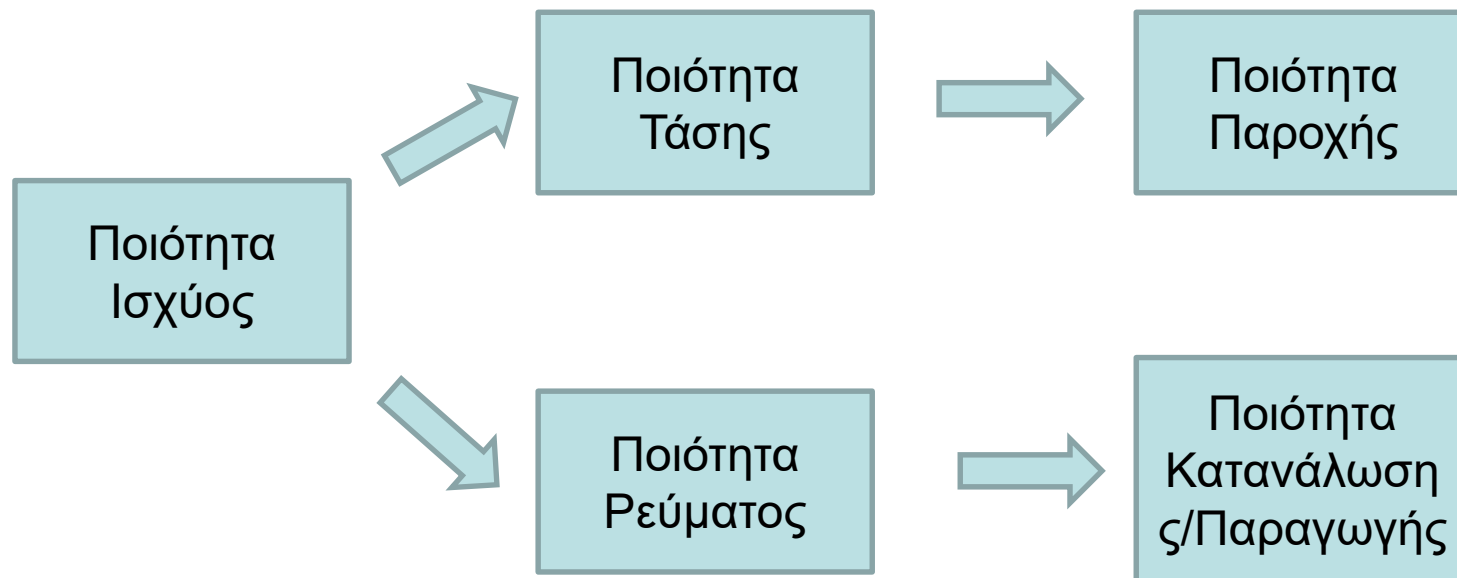 Ποιότητα
Ισχύος
Ποιότητα
Τάσης
Ποιότητα
Παροχής
Ποιότητα
Ρεύματος
Ποιότητα
Κατανάλωση
ς/Παραγωγής